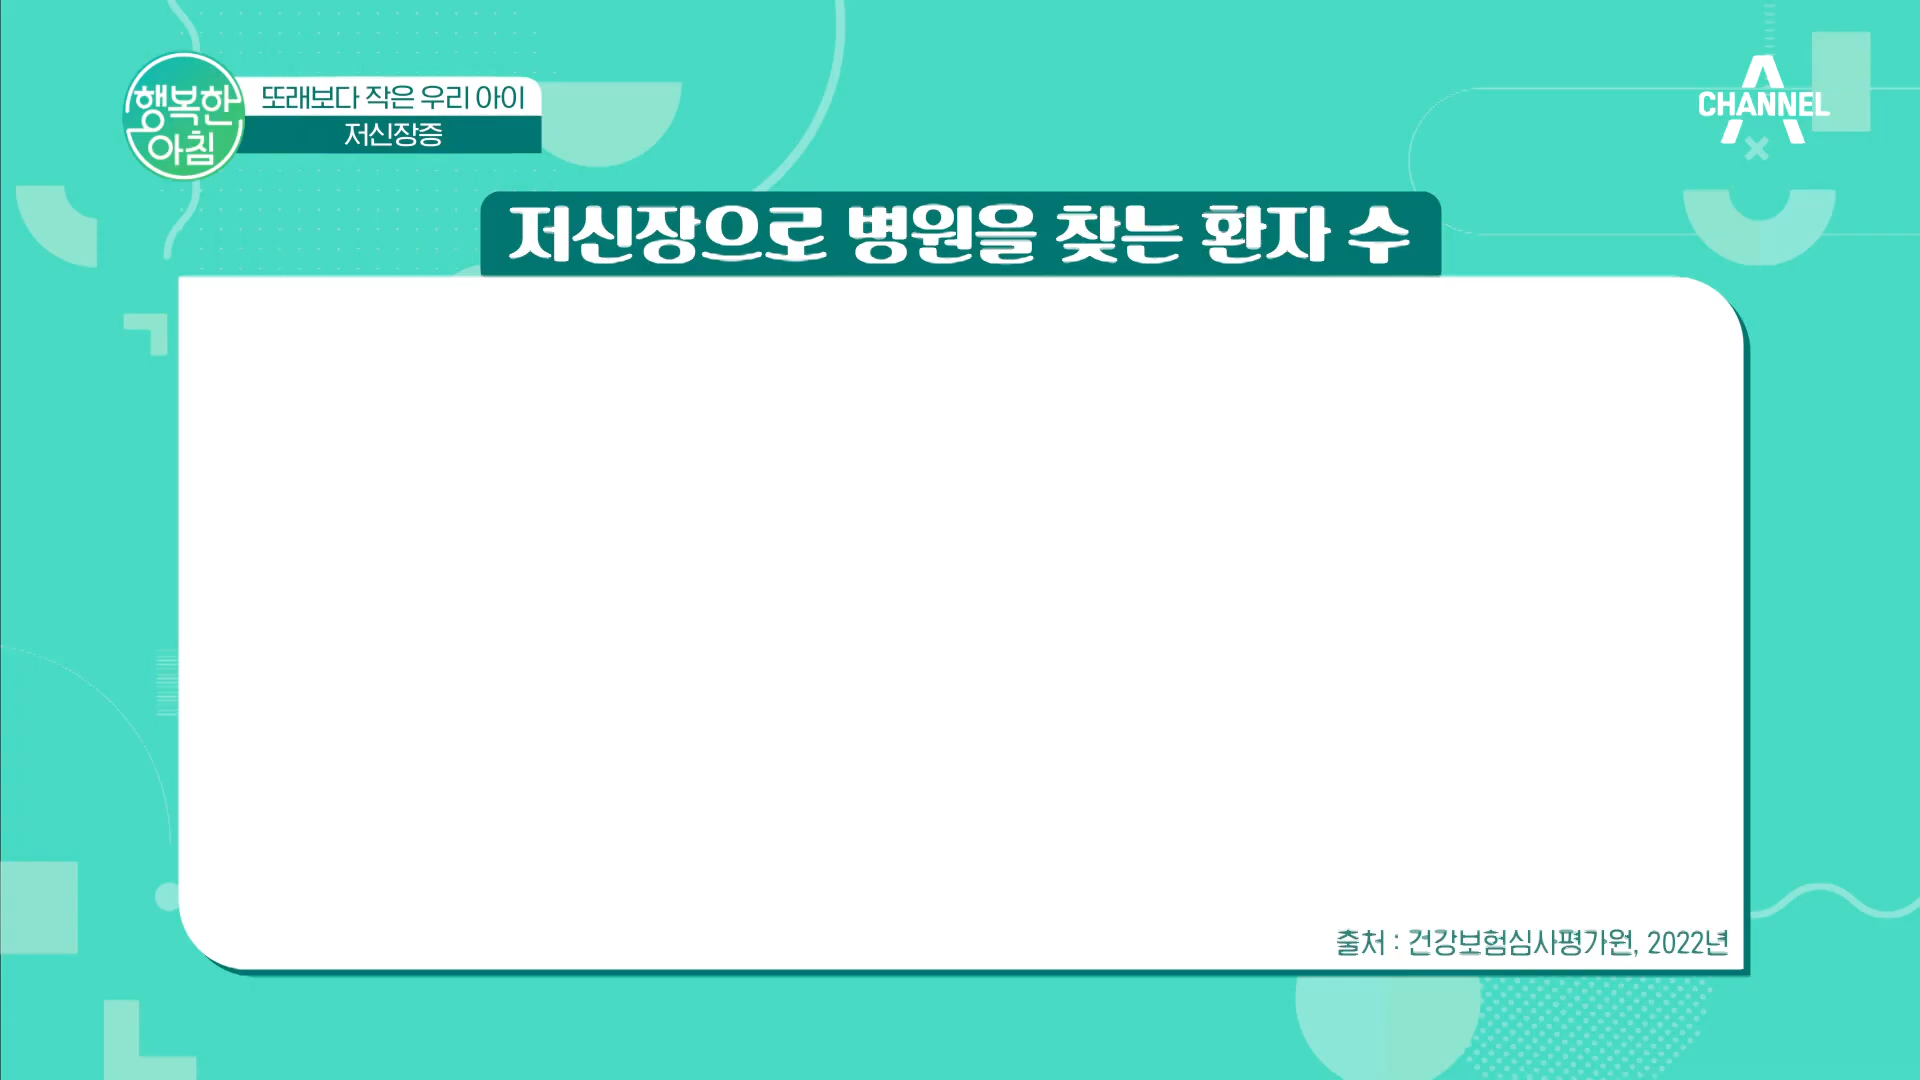 행복한
아침
또래보다 작은 우리 아이
저신장증
CHANNEL A
저신장으로 병원을 찾는 환자 수
출처 : 건강보험심사평가원, 2022년